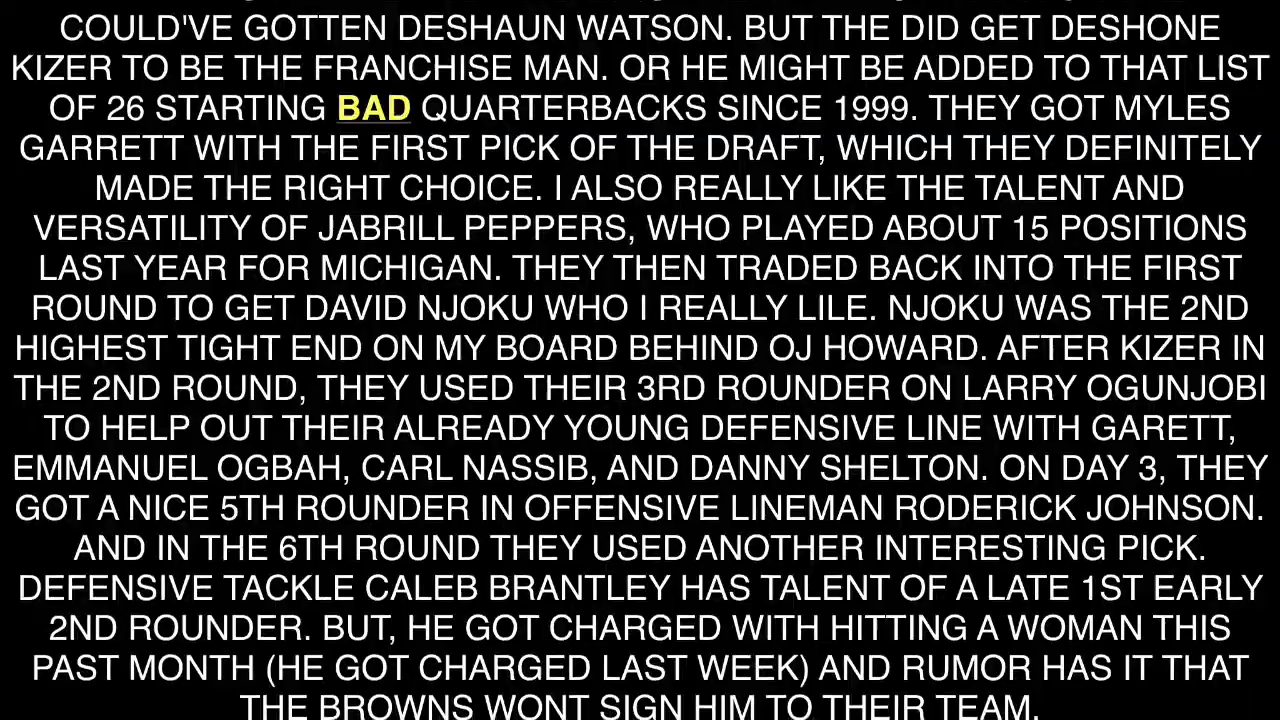 COULD'VE GOTTEN DESHAUN WATSON. BUT THE DID GET DESHONE
KIZER TO BE THE FRANCHISE MAN. OR HE MIGHT BE ADDED TO THAT LIST
OF 26 STARTING BAD QUARTERBACKS SINCE 1999. THEY GOT MYLES
GARRETT WITH THE FIRST PICK OF THE DRAFT, WHICH THEY DEFINITELY
MADE THE RIGHT CHOICE. I ALSO REALLY LIKE THE TALENT AND
VERSATILITY OF JABRILL PEPPERS, WHO PLAYED ABOUT 15 POSITIONS
LAST YEAR FOR MICHIGAN. THEY THEN TRADED BACK INTO THE FIRST
ROUND TO GET DAVID NJOKU WHO I REALLY LILE. NJOKU WAS THE 2ND
HIGHEST TIGHT END ON MY BOARD BEHIND OJ HOWARD. AFTER KIZER IN
THE 2ND ROUND, THEY USED THEIR 3RD ROUNDER ON LARRY OGUNJOBI
TO HELP OUT THEIR ALREADY YOUNG DEFENSIVE LINE WITH GARETT,
EMMANUEL OGBAH, CARL NASSIB, AND DANNY SHELTON. ON DAY 3, THEY
GOT A NICE 5TH ROUNDER IN OFFENSIVE LINEMAN RODERICK JOHNSON.
AND IN THE 6TH ROUND THEY USED ANOTHER INTERESTING PICK.
DEFENSIVE TACKLE CALEB BRANTLEY HAS TALENT OF A LATE 1ST EARLY
2ND ROUNDER. BUT, HE GOT CHARGED WITH HITTING A WOMAN THIS
PAST MONTH (HE GOT CHARGED LAST WEEK) AND RUMOR HAS IT THAT
THE BROWNS WONT SIGN HIM TO THEIR TEAM.